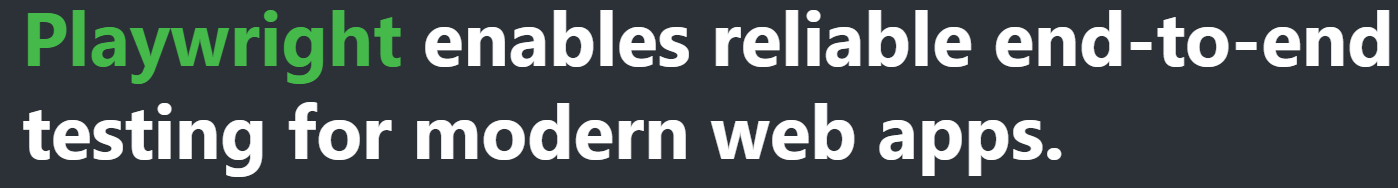 Playwright enables reliable end-to-end
testing for modern web apps.